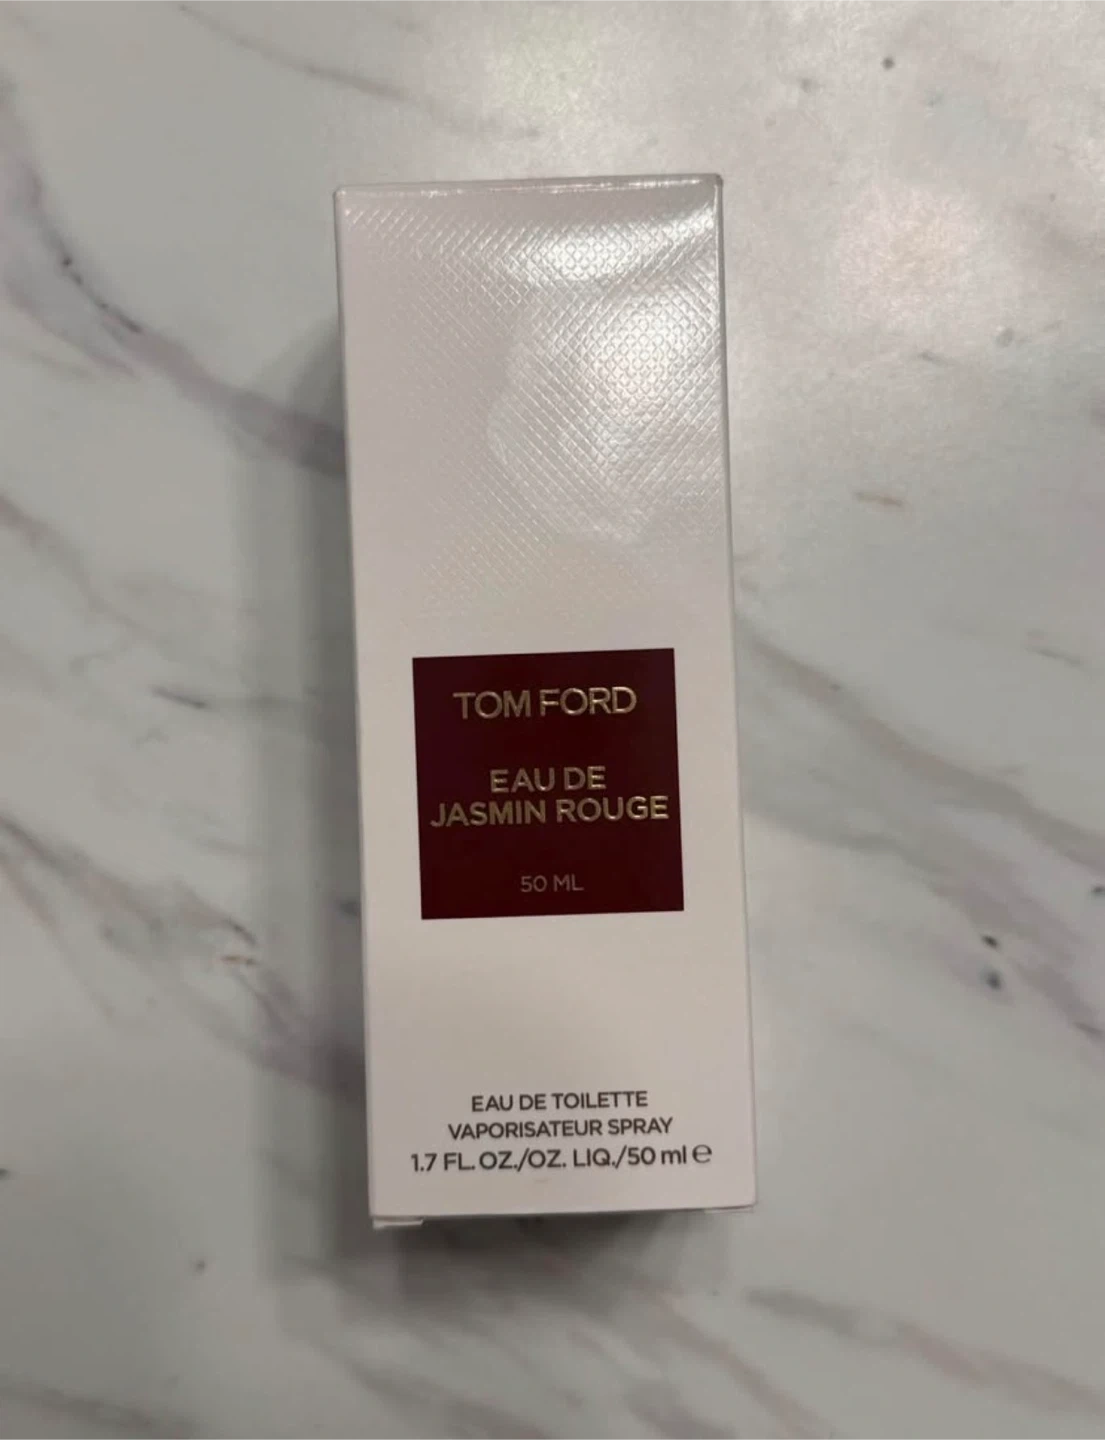 TOM FORD
EAU DE
JASMIN ROUGE
50 ML
EAU DE TOILETTE
VAPORISATEUR SPRAY
1.7 FL. OZ./OZ. LIQ./50 ml ℮